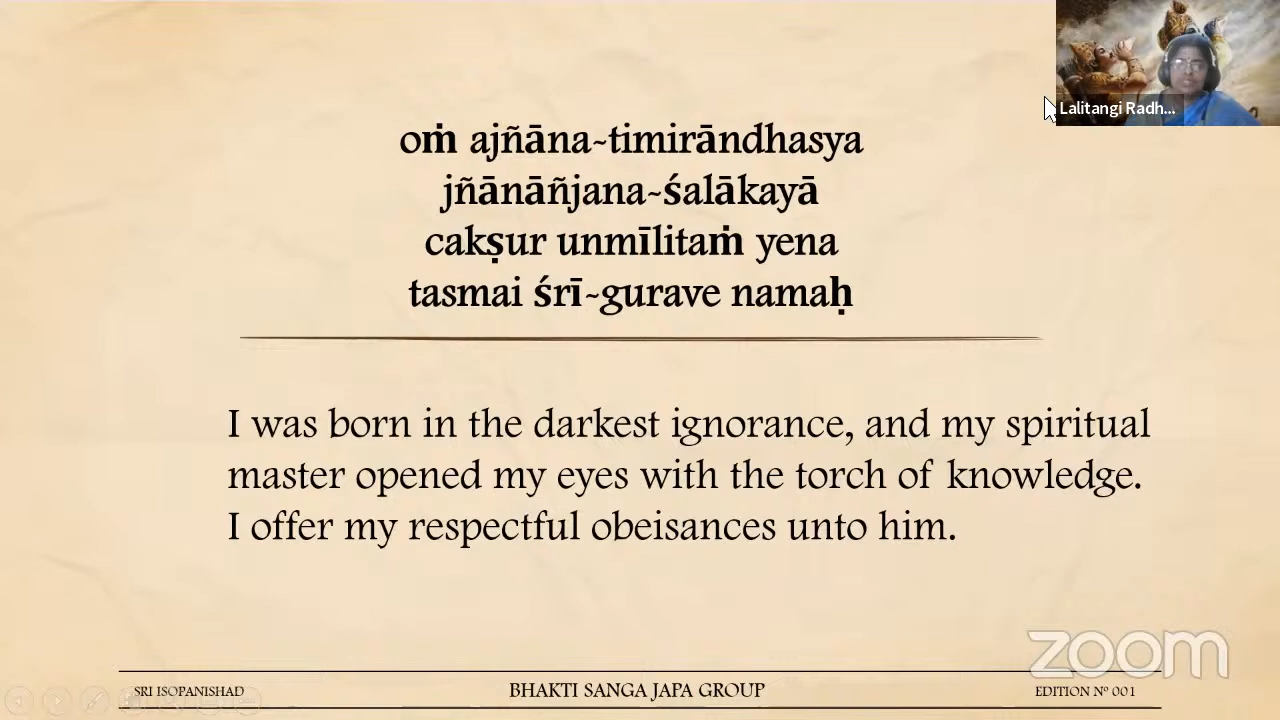 Lalitangi Radh...
oṁ ajñāna-timirāndhasya
jñānāñjana-śalākayā
cakṣur unmīlitaṁ yena
tasmai śrī-gurave namaḥ
I was born in the darkest ignorance, and my spiritual
master opened my eyes with the torch of knowledge.
I offer my respectful obeisances unto him.
zoom
SRI ISOPANISHAD
BHAKTI SANGA JAPA GROUP
EDITION Nº 001